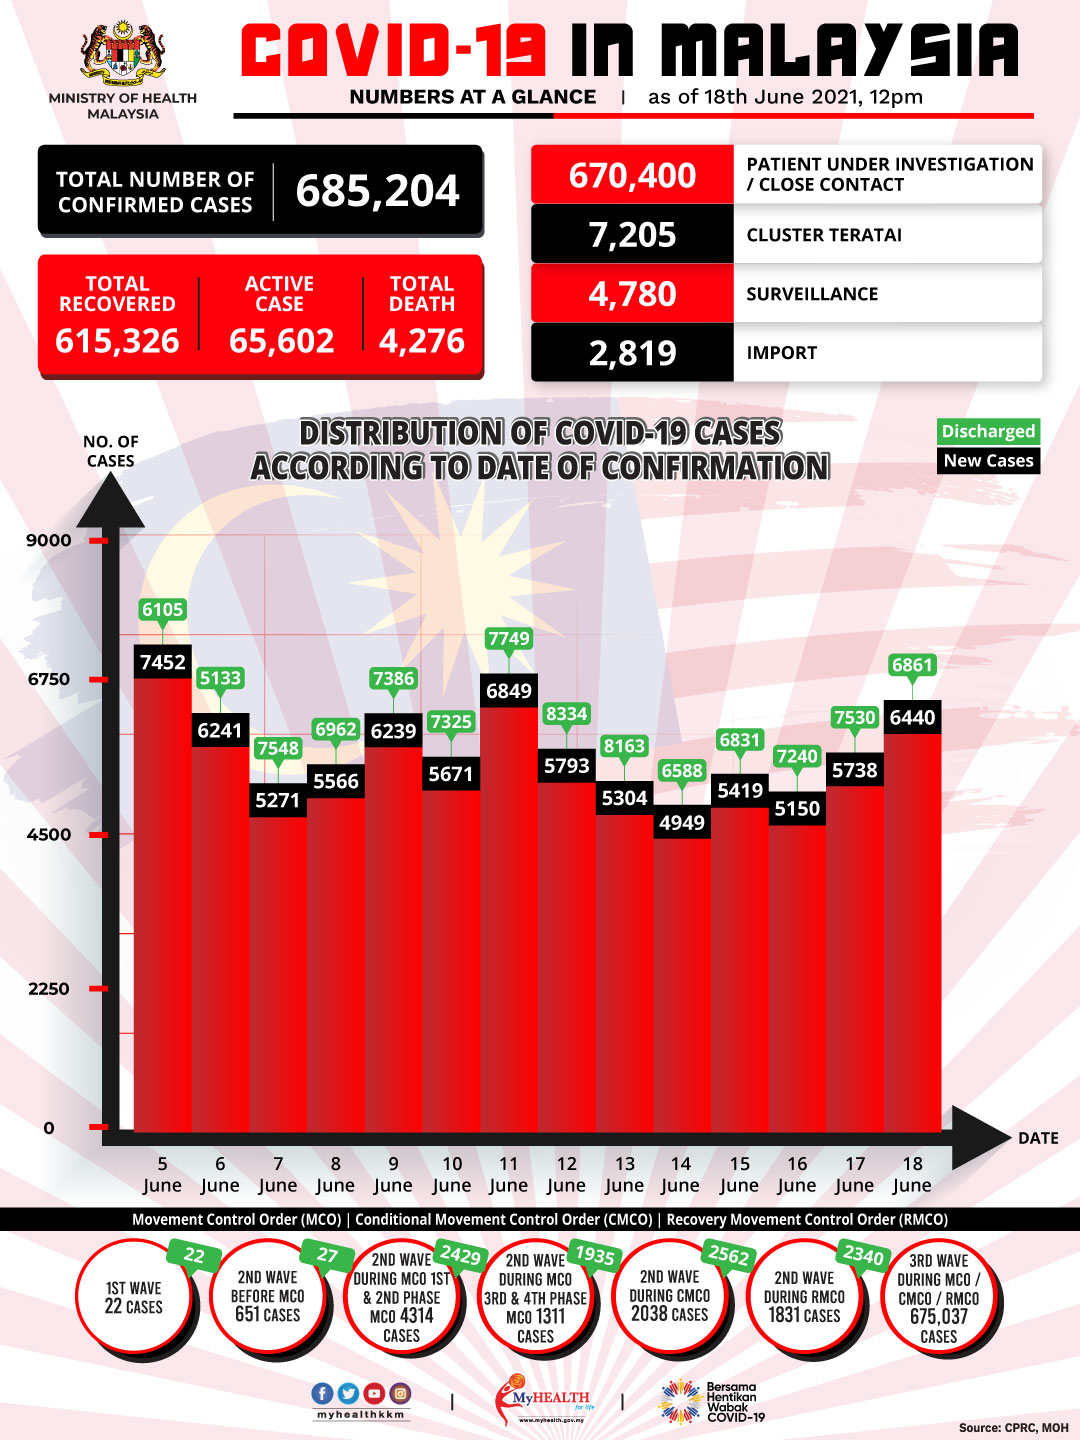 MINISTRY OF HEALTH
MALAYSIA
COVID-19 IN MALAYSIA
NUMBERS AT A GLANCE | as of 18th June 2021, 12pm
TOTAL NUMBER OF
CONFIRMED CASES
685,204
TOTAL
RECOVERED
615,326
ACTIVE
CASE
65,602
TOTAL
DEATH
4,276
670,400
PATIENT UNDER INVESTIGATION
/ CLOSE CONTACT
7,205
CLUSTER TERATAI
4,780
SURVEILLANCE
2,819
IMPORT
DISTRIBUTION OF COVID-19 CASES
ACCORDING TO DATE OF CONFIRMATION
Discharged
New Cases
NO. OF
CASES
9000
6750
4500
2250
0
6105
7452
5133
6241
7548
5271
6962
5566
7386
6239
7325
5671
7749
6849
8334
5793
8163
5304
6588
4949
6831
5419
7240
5150
7530
5738
6861
6440
DATE
5
June
6
June
7
June
8
June
9
June
10
June
11
June
12
June
13
June
14
June
15
June
16
June
17
June
18
June
Movement Control Order (MCO) | Conditional Movement Control Order (CMCO) | Recovery Movement Control Order (RMCO)
22
1ST WAVE
22 CASES
27
2ND WAVE
BEFORE MCO
651 CASES
2429
2ND WAVE
DURING MCO 1ST
& 2ND PHASE
MCO 4314
CASES
1935
2ND WAVE
DURING MCO
3RD & 4TH PHASE
MCO 1311
CASES
2562
2ND WAVE
DURING CMCO
2038 CASES
2340
2ND WAVE
DURING RMCO
1831 CASES
3RD WAVE
DURING MCO /
CMCO / RMCO
675,037
CASES
myhealthkkm
|
MyHEALTH
for life
www.myhealth.gov.my
|
Bersama
Hentikan
Wabak
COVID-19
Source: CPRC, MOH